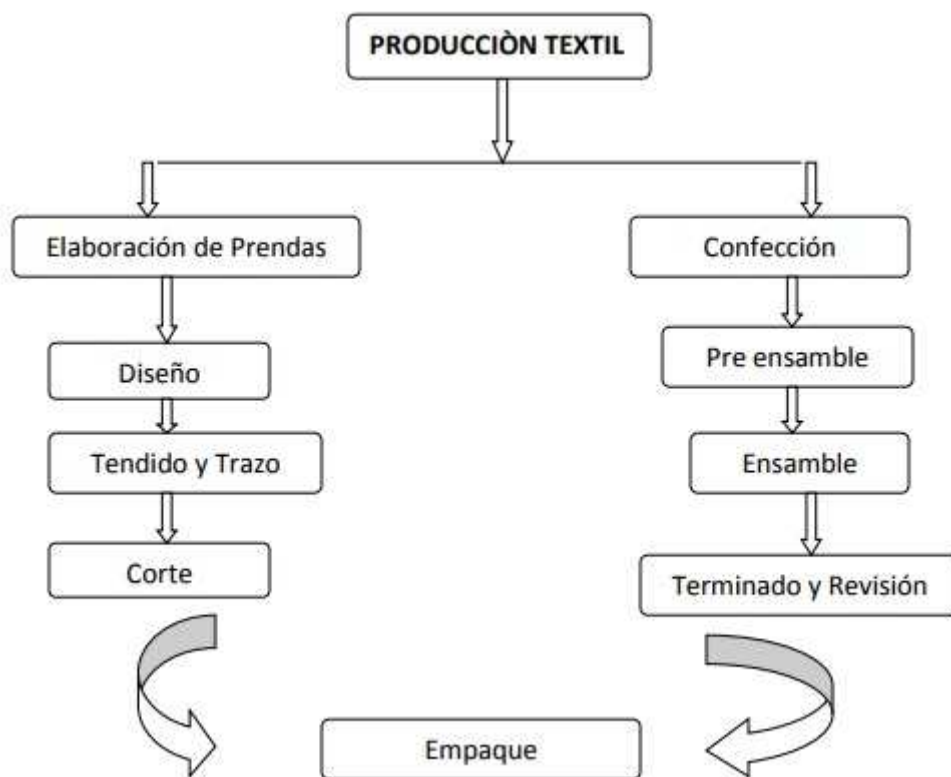 PRODUCCIÒN TEXTIL
Elaboración de Prendas
Confección
Diseño
Pre ensamble
Tendido y Trazo
Ensamble
Corte
Terminado y Revisión
Empaque